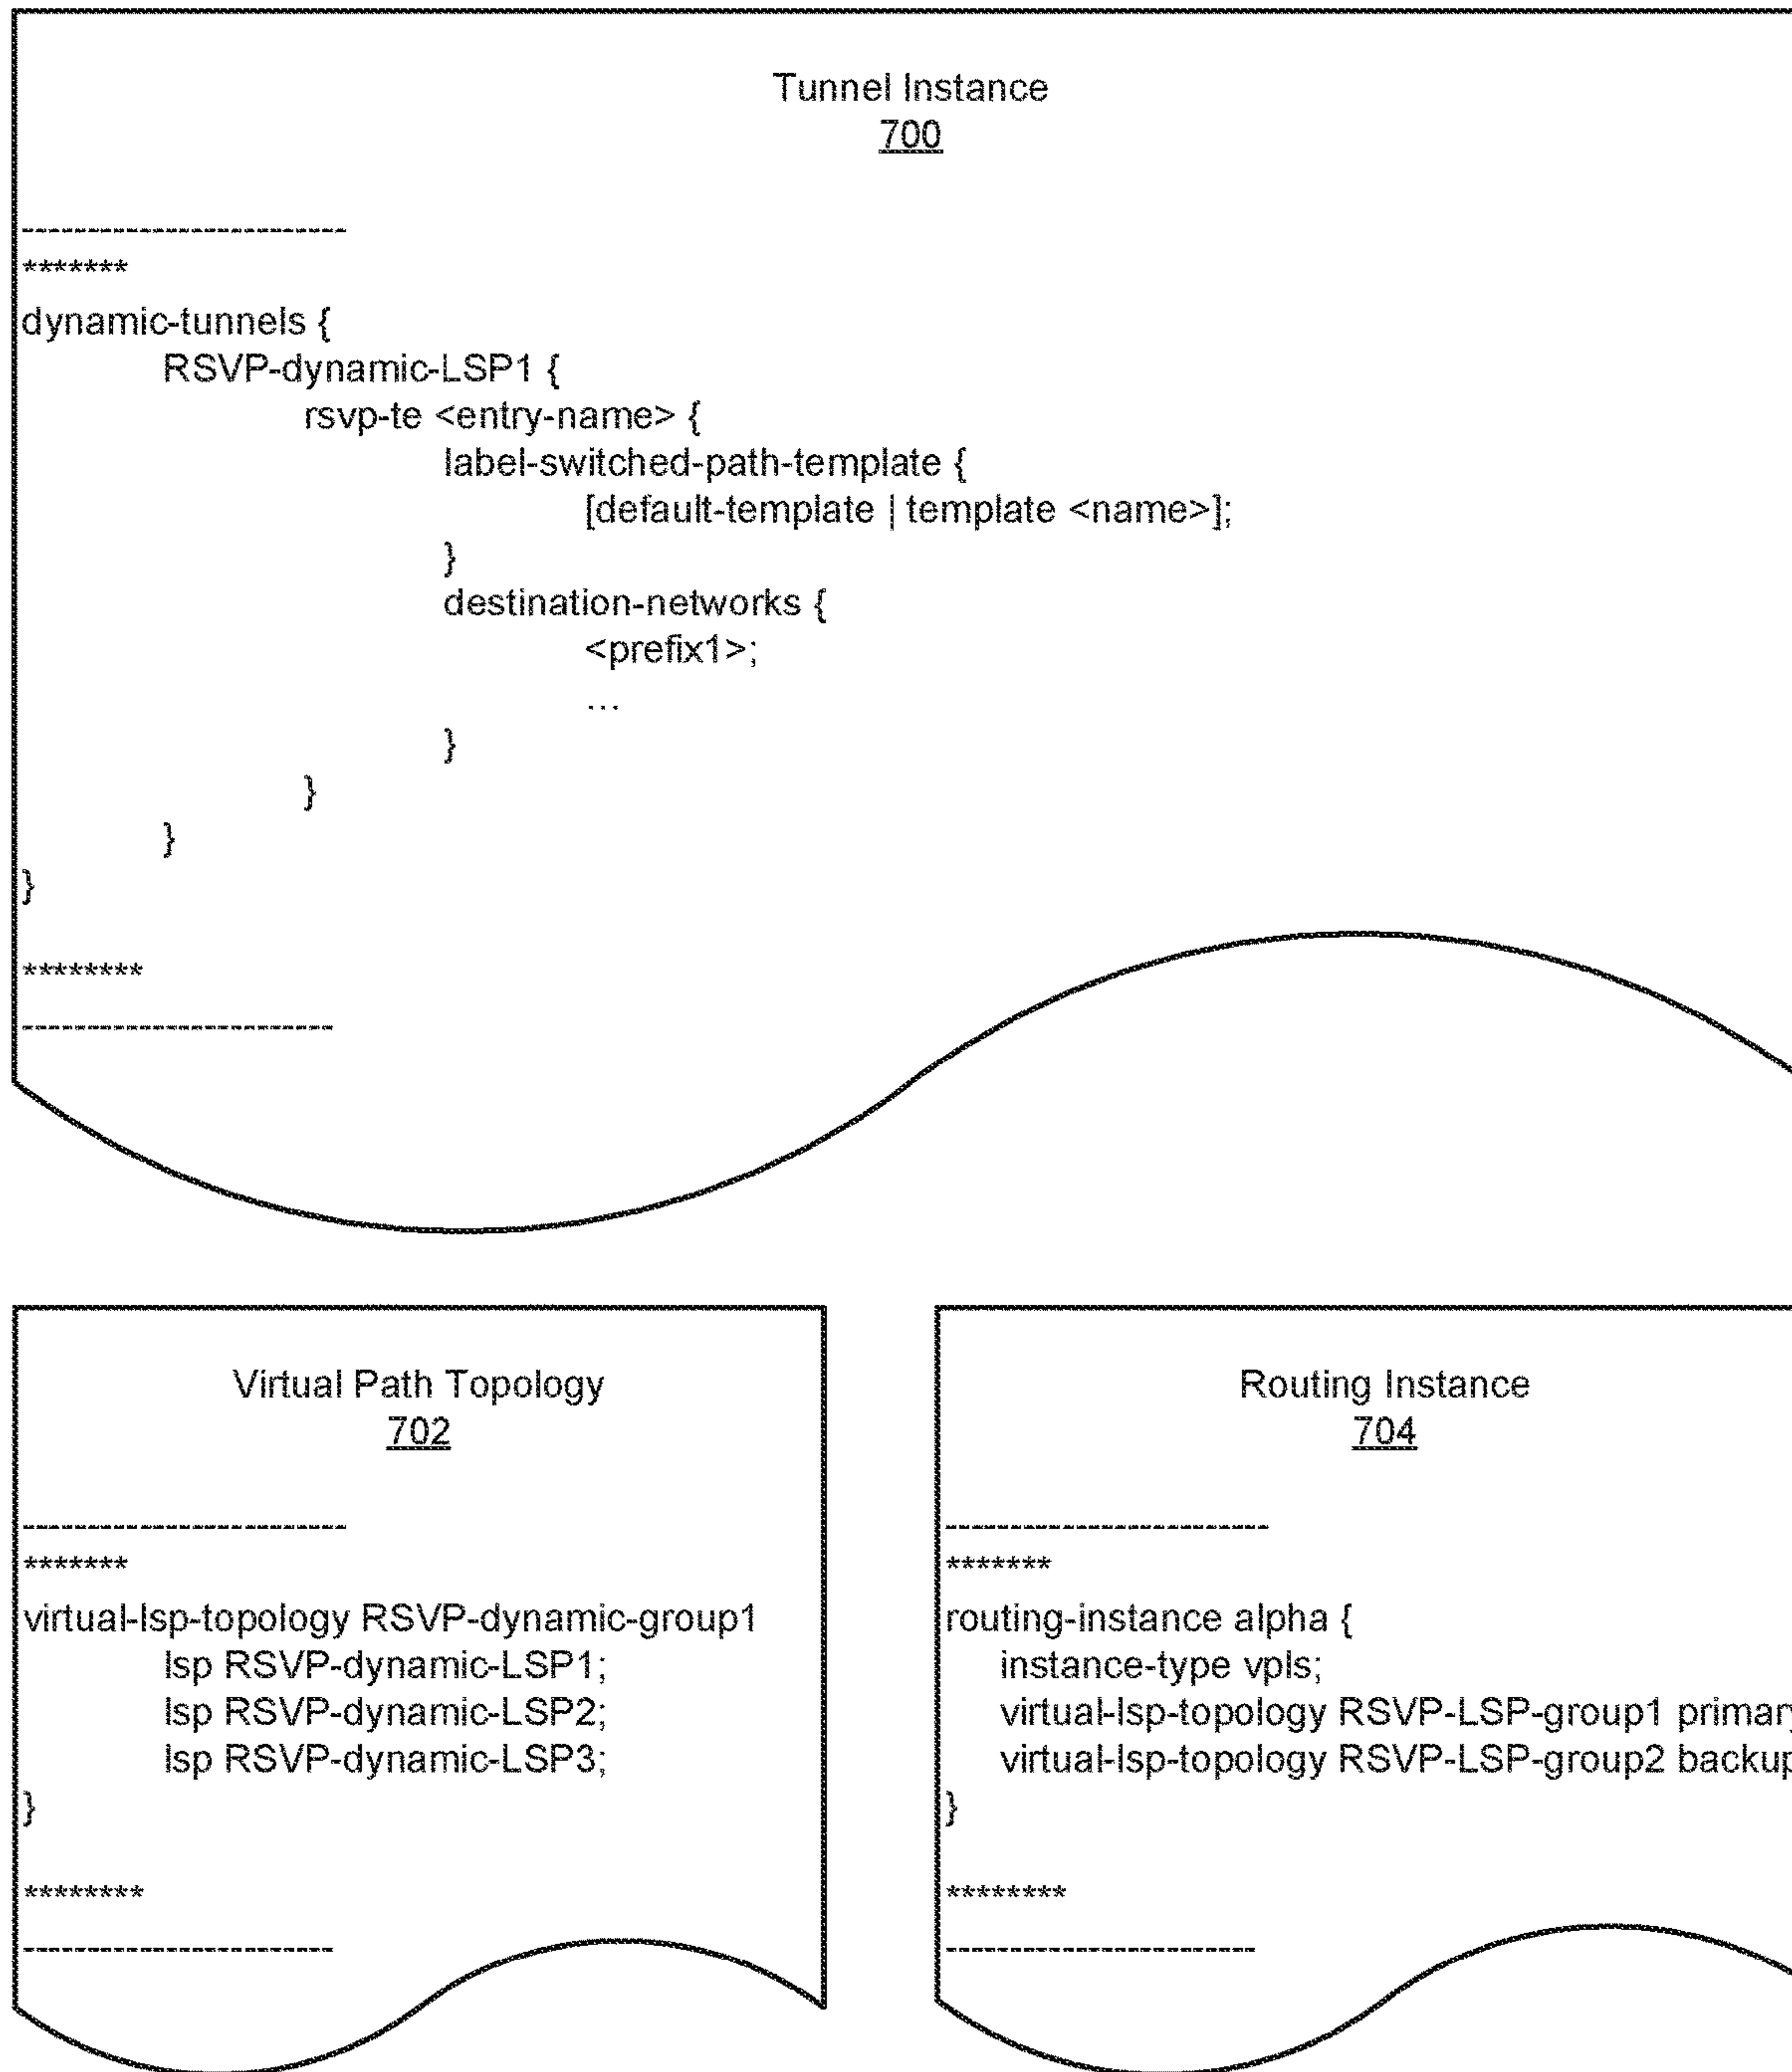 Tunnel Instance
700
-------------------------
*******
dynamic-tunnels {
RSVP-dynamic-LSP1 {
rsvp-te <entry-name> {
label-switched-path-template {
[default-template | template <name>];
}
destination-networks {
<prefix1>;
...
}
}
}
}
********
------------------------
Virtual Path Topology
702
-------------------------
*******
virtual-lsp-topology RSVP-dynamic-group1
lsp RSVP-dynamic-LSP1;
lsp RSVP-dynamic-LSP2;
lsp RSVP-dynamic-LSP3;
}
********
------------------------
Routing Instance
704
-------------------------
*******
routing-instance alpha {
instance-type vpls;
virtual-lsp-topology RSVP-LSP-group1 primary
virtual-lsp-topology RSVP-LSP-group2 backup
}
********
------------------------